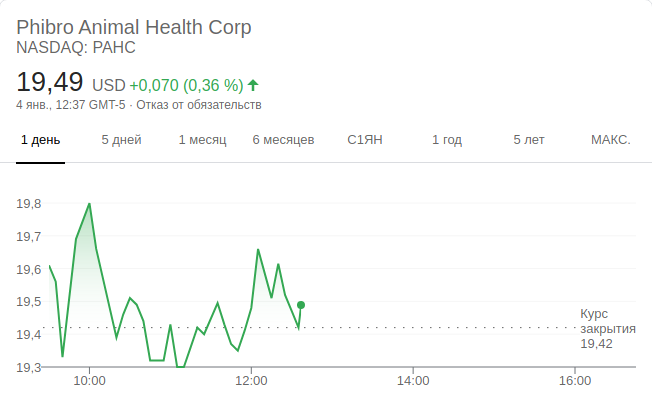 Phibro Animal Health Corp
NASDAQ: PAHC
19,49 USD +0,070 (0,36 %)
4 янв., 12:37 GMT-5 · Отказ от обязательств
1 день 5 дней 1 месяц 6 месяцев С1ЯН 1 год 5 лет МАКС.
19,8
19,7
19,6
19,5
19,4
19,3
Курс
закрытия
19,42
10:00 12:00 14:00 16:00